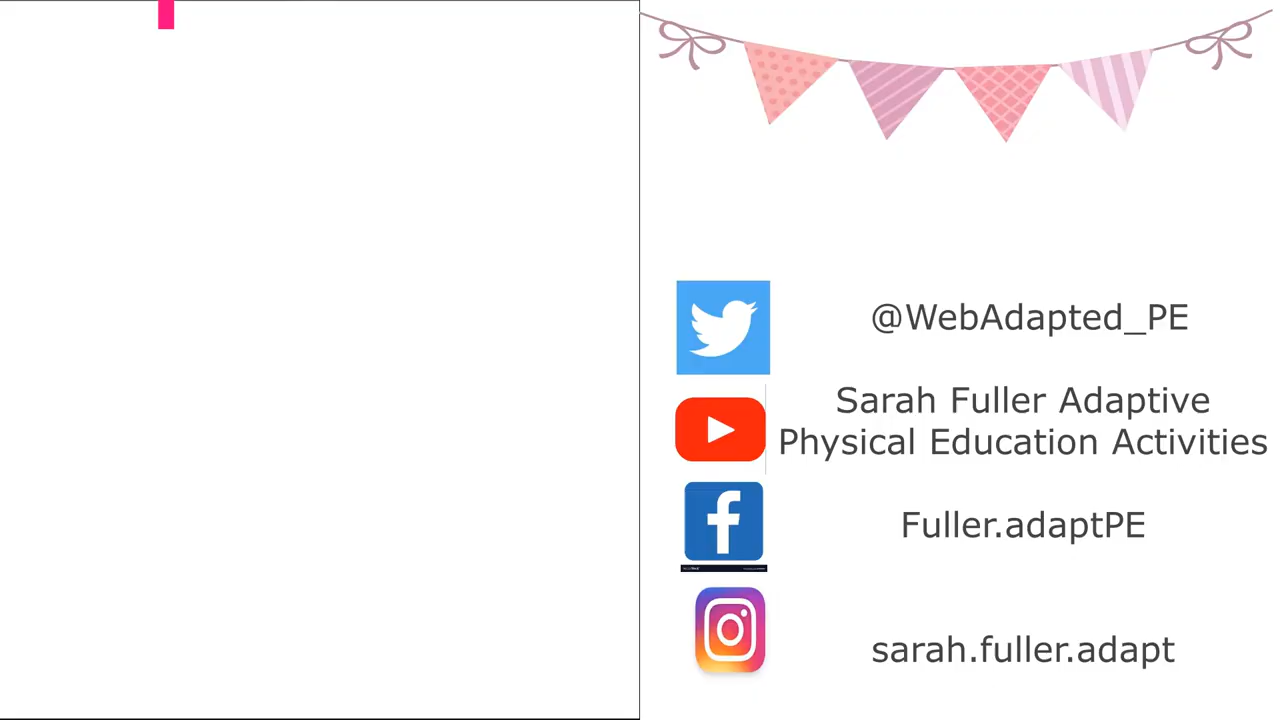 @WebAdapted_PE
Sarah Fuller Adaptive
Physical Education Activities
Fuller.adaptPE
sarah.fuller.adapt